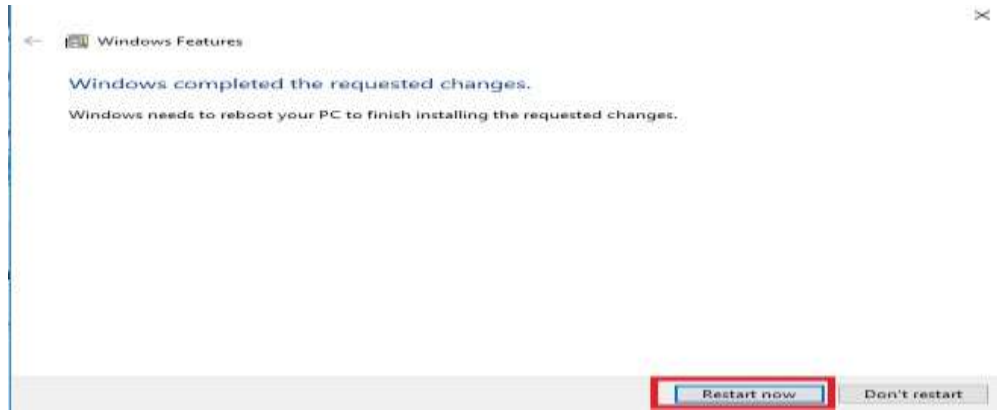 Windows Features
Windows completed the requested changes.
Windows needs to reboot your PC to finish installing the requested changes.
Restart now Don't restart